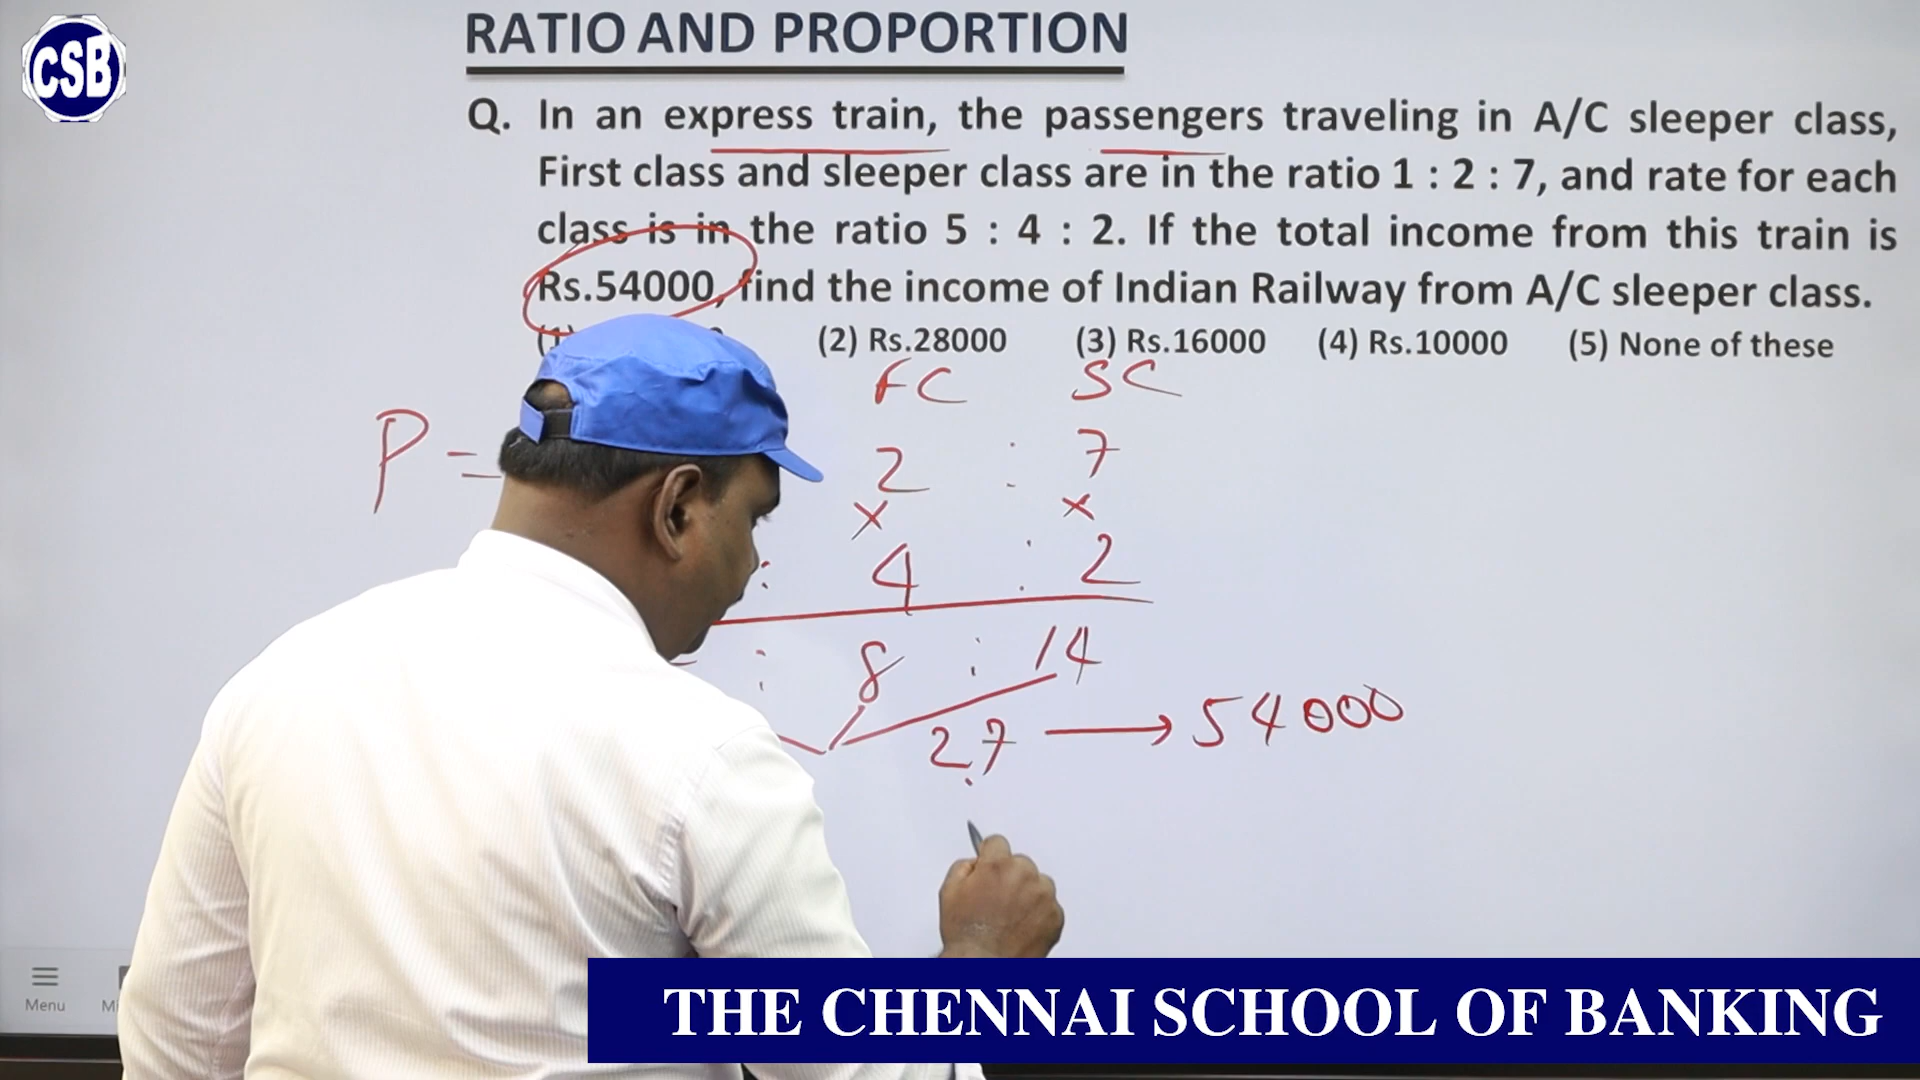 CSB
RATIO AND PROPORTION
Q. In an express train, the passengers traveling in A/C sleeper class,
First class and sleeper class are in the ratio 1 : 2 : 7, and rate for each
class is in the ratio 5 : 4 : 2. If the total income from this train is
Rs.54000, find the income of Indian Railway from A/C sleeper class.
(2) Rs.28000 (3) Rs.16000 (4) Rs.10000 (5) None of these
FC SC
P = 2 : 7
× ×
: 4 : 2
: 8 : 14
27 → 54000
Menu
THE CHENNAI SCHOOL OF BANKING